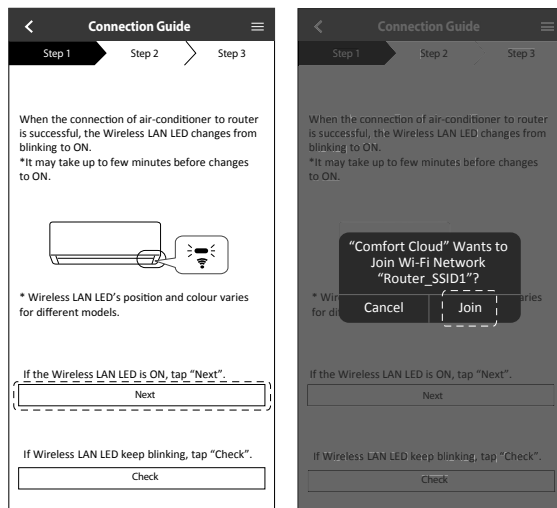 Connection Guide
Step 1
Step 2
Step 3
When the connection of air-conditioner to router
is successful, the Wireless LAN LED changes from
blinking to ON.
*It may take up to few minutes before changes
to ON.
* Wireless LAN LED's position and colour varies
for different models.
If the Wireless LAN LED is ON, tap “Next”.
Next
If Wireless LAN LED keep blinking, tap “Check”.
Check
Connection Guide
Step 1
Step 2
Step 3
When the connection of air-conditioner to router
is successful, the Wireless LAN LED changes from
blinking to ON.
*It may take up to few minutes before changes
to ON.
“Comfort Cloud” Wants to
Join Wi-Fi Network
“Router_SSID1”?
Cancel
Join
If the Wireless LAN LED is ON, tap “Next”.
Next
If Wireless LAN LED keep blinking, tap “Check”.
Check